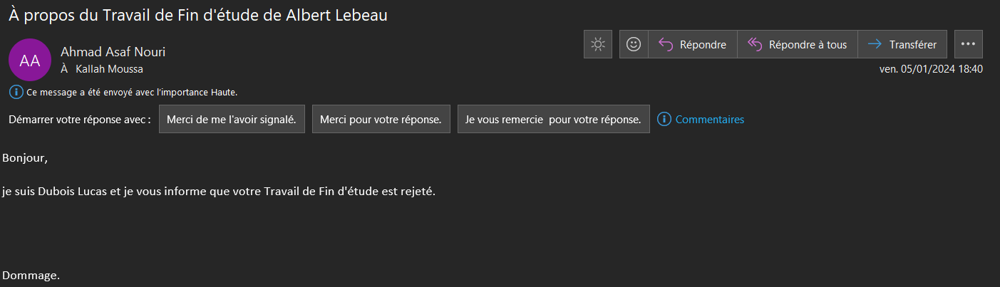 À propos du Travail de Fin d'étude de Albert Lebeau
AA
Ahmad Asaf Nouri
À Kallah Moussa
Répondre
Répondre à tous
Transférer
ven. 05/01/2024 18:40
Ce message a été envoyé avec l'importance Haute.
Démarrer votre réponse avec : Merci de me l'avoir signalé. Merci pour votre réponse. Je vous remercie  pour votre réponse. Commentaires
Bonjour,
je suis Dubois Lucas et je vous informe que votre Travail de Fin d'étude est rejeté.
Dommage.